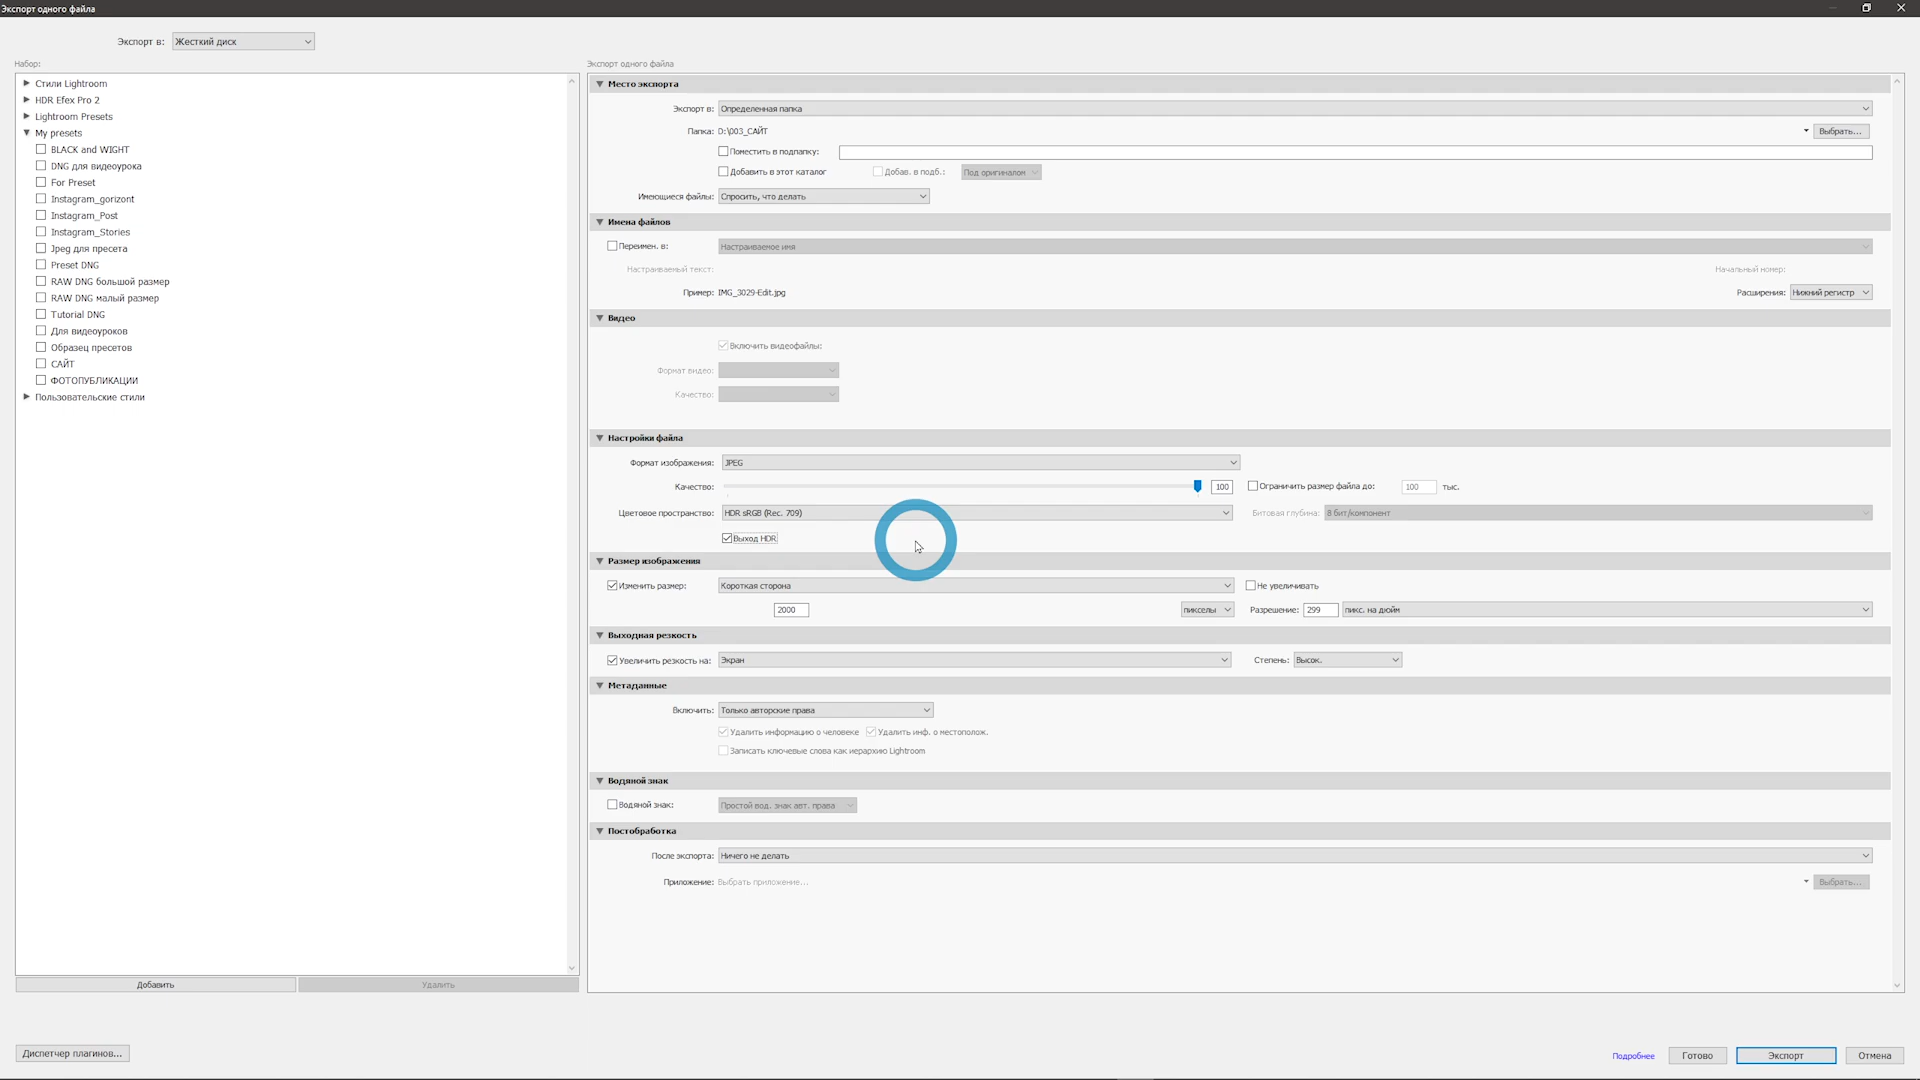 Экспорт одного файла
Экспорт в: Жесткий диск
Набор:
Стили Lightroom
HDR Efex Pro 2
Lightroom Presets
My presets
BLACK and WIGHT
DNG для видеоурока
For Preset
Instagram_gorizont
Instagram_Post
Instagram_Stories
Jpeg для пресета
Preset DNG
RAW DNG большой размер
RAW DNG малый размер
Tutorial DNG
Для видеоуроков
Образец пресетов
САЙТ
ФОТОПУБЛИКАЦИИ
Пользовательские стили
Добавить Удалить
Экспорт одного файла
Место экспорта
Экспорт в: Определенная папка
Папка: D:\003_САЙТ Выбрать...
Поместить в подпапку:
Добавить в этот каталог Добав. в подб.: Под оригиналом
Имеющиеся файлы: Спросить, что делать
Имена файлов
Переимен. в: Настраиваемое имя
Настраиваемый текст: Начальный номер:
Пример: IMG_3029-Edit.jpg Расширения: Нижний регистр
Видео
Включить видеофайлы:
Формат видео:
Качество:
Настройки файла
Формат изображения: JPEG
Качество: 100 Ограничить размер файла до: 100 тыс.
Цветовое пространство: HDR sRGB (Rec. 709) Битовая глубина: 8 бит/компонент
Выход HDR
Размер изображения
Изменить размер: Короткая сторона Не увеличивать
2000 пикселы Разрешение: 299 пикс. на дюйм
Выходная резкость
Увеличить резкость на: Экран Степень: Высок.
Метаданные
Включить: Только авторские права
Удалить информацию о человеке Удалить инф. о местополож.
Записать ключевые слова как иерархию Lightroom
Водяной знак
Водяной знак: Простой вод. знак авт. права
Постобработка
После экспорта: Ничего не делать
Приложение: Выбрать приложение... Выбрать...
Диспетчер плагинов... Подробнее Готово Экспорт Отмена